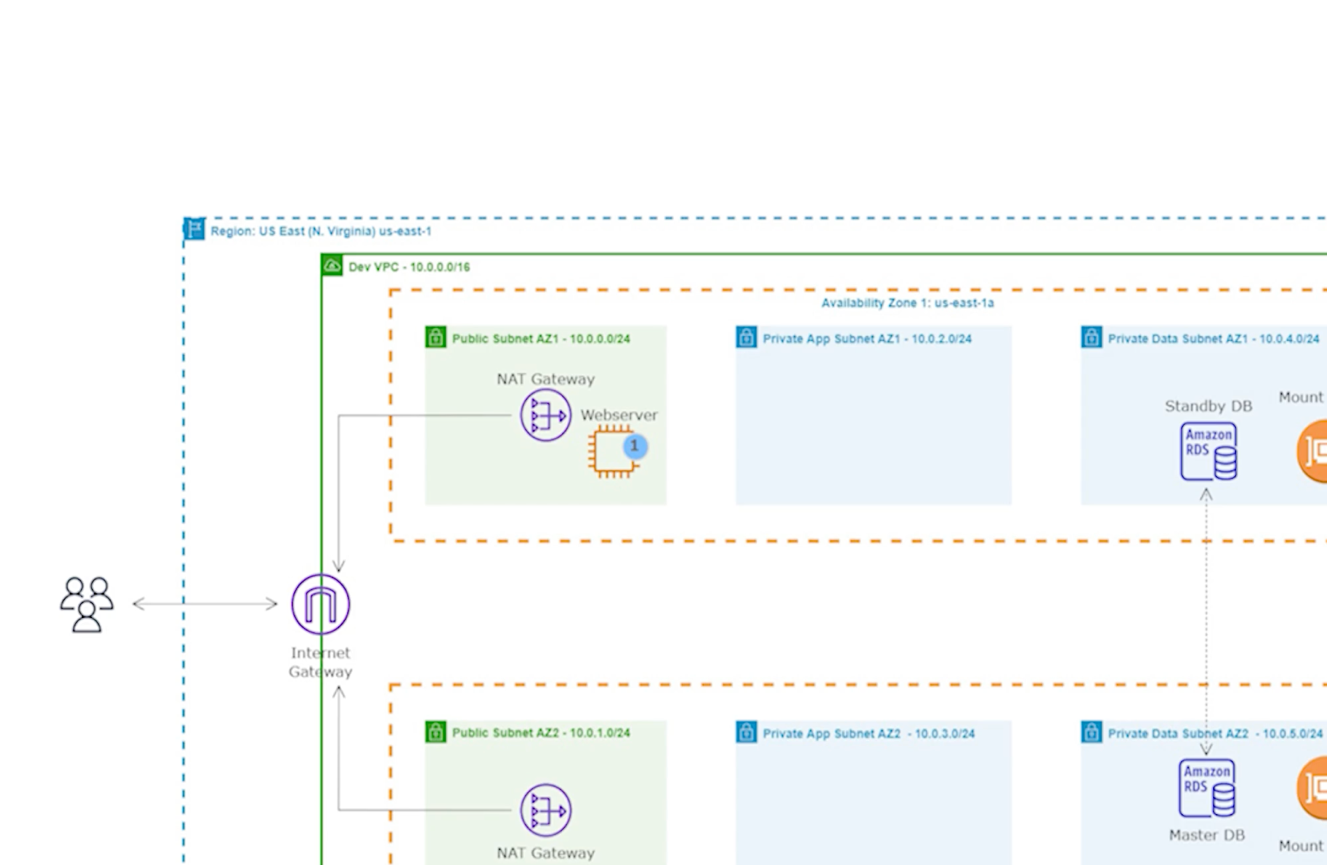 Region: US East (N. Virginia) us-east-1
Dev VPC - 10.0.0.0/16
Availability Zone 1: us-east-1a
Public Subnet AZ1 - 10.0.0.0/24
Private App Subnet AZ1 - 10.0.2.0/24
Private Data Subnet AZ1 - 10.0.4.0/24
NAT Gateway
Webserver
1
Standby DB
Mount
Amazon
RDS
Internet
Gateway
Public Subnet AZ2 - 10.0.1.0/24
Private App Subnet AZ2 - 10.0.3.0/24
Private Data Subnet AZ2 - 10.0.5.0/24
Amazon
RDS
Master DB
NAT Gateway
Mount